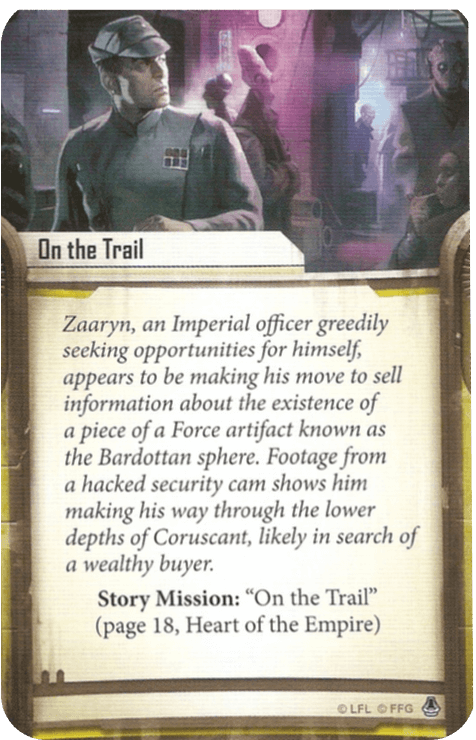 On the Trail
Zaaryn, an Imperial officer greedily
seeking opportunities for himself,
appears to be making his move to sell
information about the existence of
a piece of a Force artifact known as
the Bardottan sphere. Footage from
a hacked security cam shows him
making his way through the lower
depths of Coruscant, likely in search of
a wealthy buyer.
Story Mission: “On the Trail”
(page 18, Heart of the Empire)
© LFL © FFG